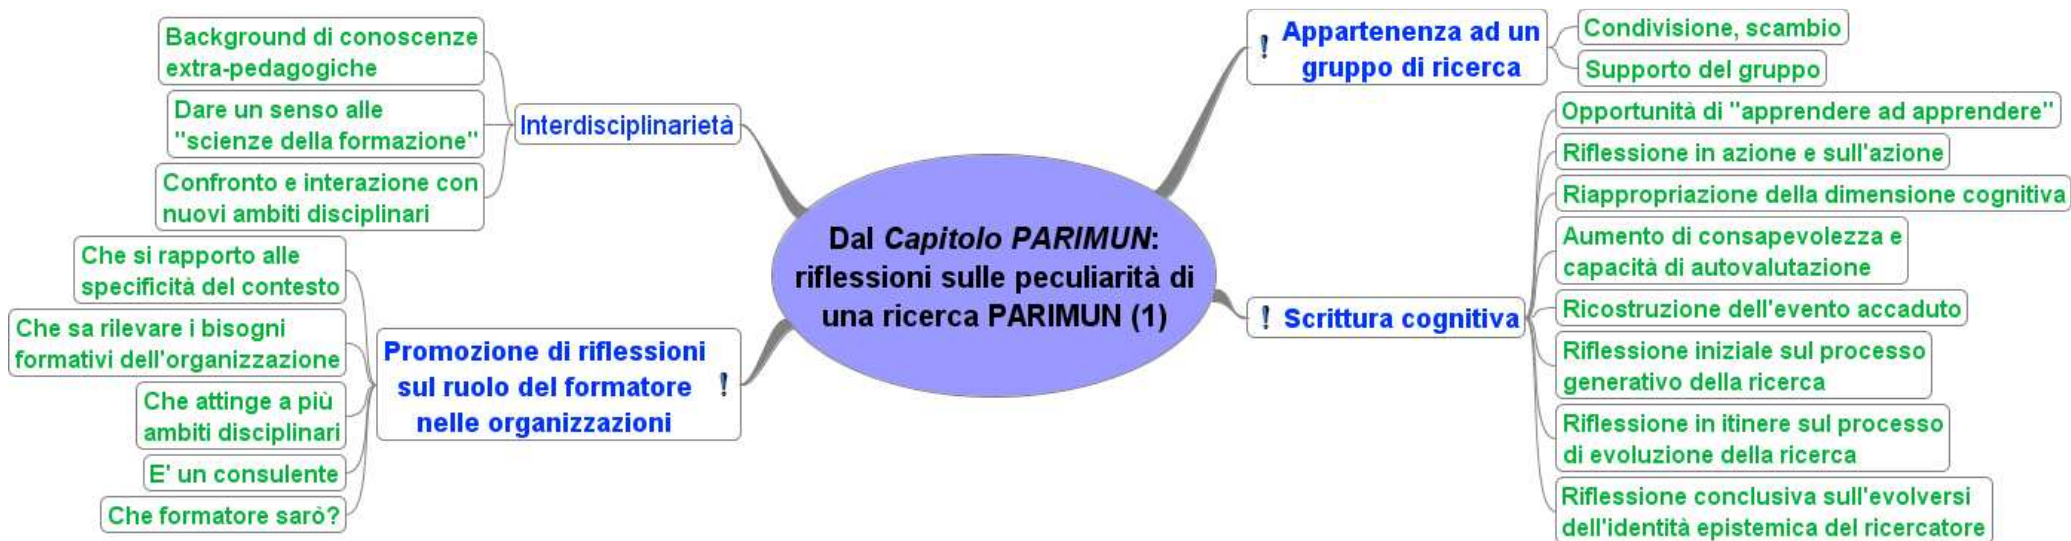 Dal Capitolo PARIMUN:
riflessioni sulle peculiarità di
una ricerca PARIMUN (1)
Interdisciplinarietà
Background di conoscenze
extra-pedagogiche
Dare un senso alle
"scienze della formazione"
Confronto e interazione con
nuovi ambiti disciplinari
Promozione di riflessioni
sul ruolo del formatore
nelle organizzazioni
Che si rapporto alle
specificità del contesto
Che sa rilevare i bisogni
formativi dell'organizzazione
Che attinge a più
ambiti disciplinari
E' un consulente
Che formatore sarò?
Appartenenza ad un
gruppo di ricerca
Condivisione, scambio
Supporto del gruppo
Scrittura cognitiva
Opportunità di "apprendere ad apprendere"
Riflessione in azione e sull'azione
Riappropriazione della dimensione cognitiva
Aumento di consapevolezza e
capacità di autovalutazione
Ricostruzione dell'evento accaduto
Riflessione iniziale sul processo
generativo della ricerca
Riflessione in itinere sul processo
di evoluzione della ricerca
Riflessione conclusiva sull'evolversi
dell'identità epistemica del ricercatore